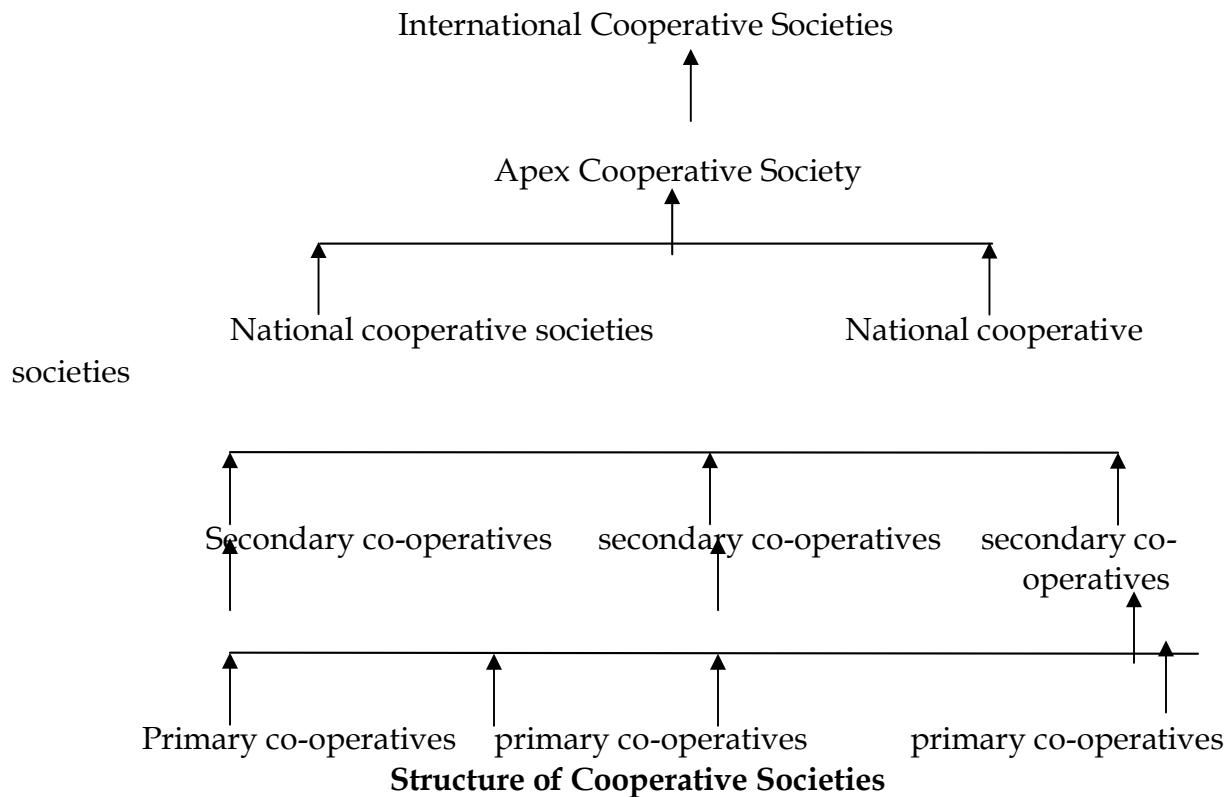 International Cooperative Societies
Apex Cooperative Society
National cooperative societies National cooperative
societies
Secondary co-operatives secondary co-operatives secondary co-
operatives
Primary co-operatives primary co-operatives primary co-operatives
Structure of Cooperative Societies